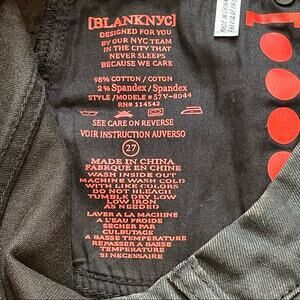 [BLANKNYC]
DESIGNED FOR YOU
BY OUR NYC TEAM
IN THE CITY THAT
NEVER SLEEPS
BECAUSE WE CARE
98% COTTON / COTON
2% Spandex / Spandex
STYLE / MODELE # 57V-8044
RN# 114542
SEE CARE ON REVERSE
VOIR INSTRUCTION AUVERSO
27
MADE IN CHINA
FABRIQUÉ EN CHINE
WASH INSIDE OUT
MACHINE WASH COLD
WITH LIKE COLORS
DO NOT BLEACH
TUMBLE DRY LOW
LOW IRON
AS NEEDED
LAVER A LA MACHINE
A L'EAU FROIDE
SECHER PAR
CULBUTAGE
A BASSE TEMPERATURE
REPASSER A BASSE
TEMPERATURE
SI NECESSAIRE